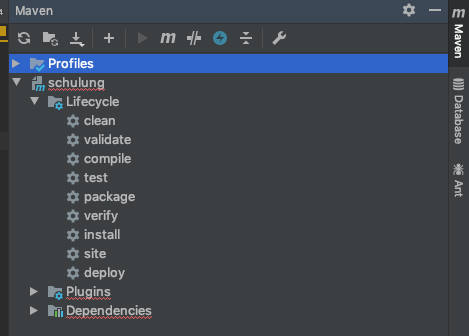 Maven
Profiles
schulung
Lifecycle
clean
validate
compile
test
package
verify
install
site
deploy
Plugins
Dependencies
Maven
Database
Ant